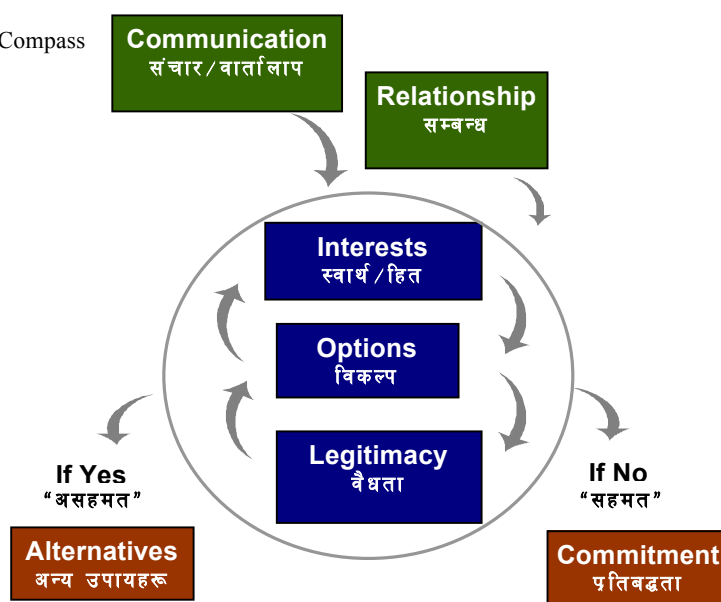 Compass
Communication
संचार/वार्तालाप
Relationship
सम्बन्ध
Interests
स्वार्थ/हित
Options
विकल्प
Legitimacy
वैधता
If Yes
“असहमत”
If No
“सहमत”
Alternatives
अन्य उपायहरू
Commitment
प्रतिबद्धता